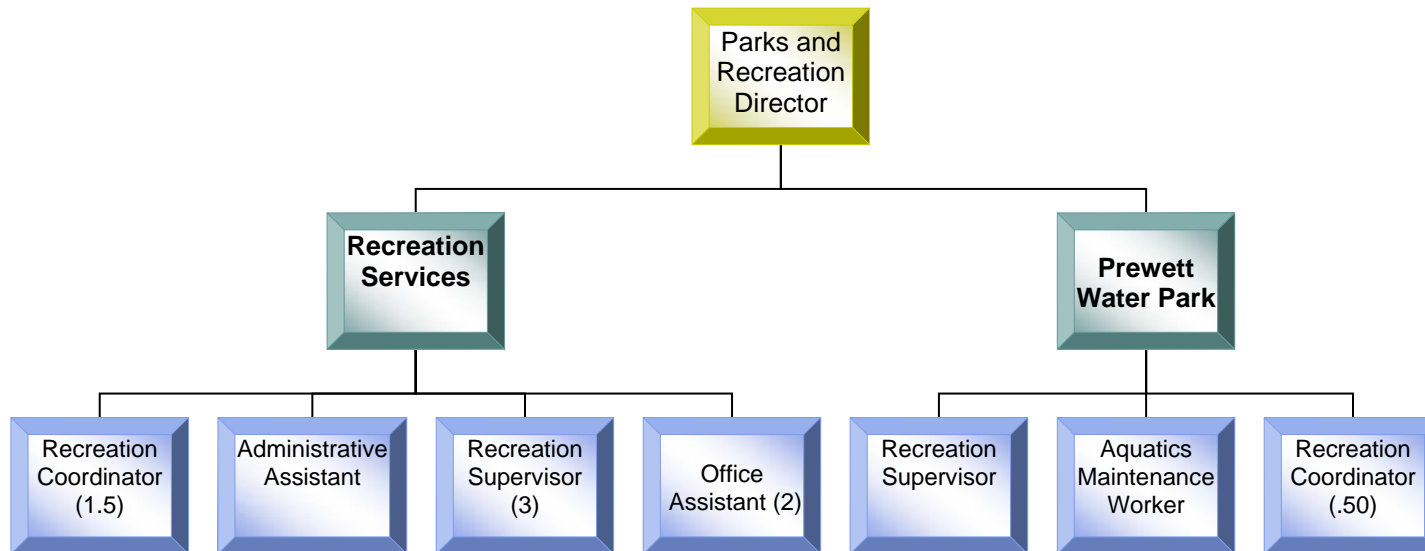 Parks and
Recreation
Director
Recreation
Services
Prewett
Water Park
Recreation
Coordinator
(1.5)
Administrative
Assistant
Recreation
Supervisor
(3)
Office
Assistant (2)
Recreation
Supervisor
Aquatics
Maintenance
Worker
Recreation
Coordinator
(.50)